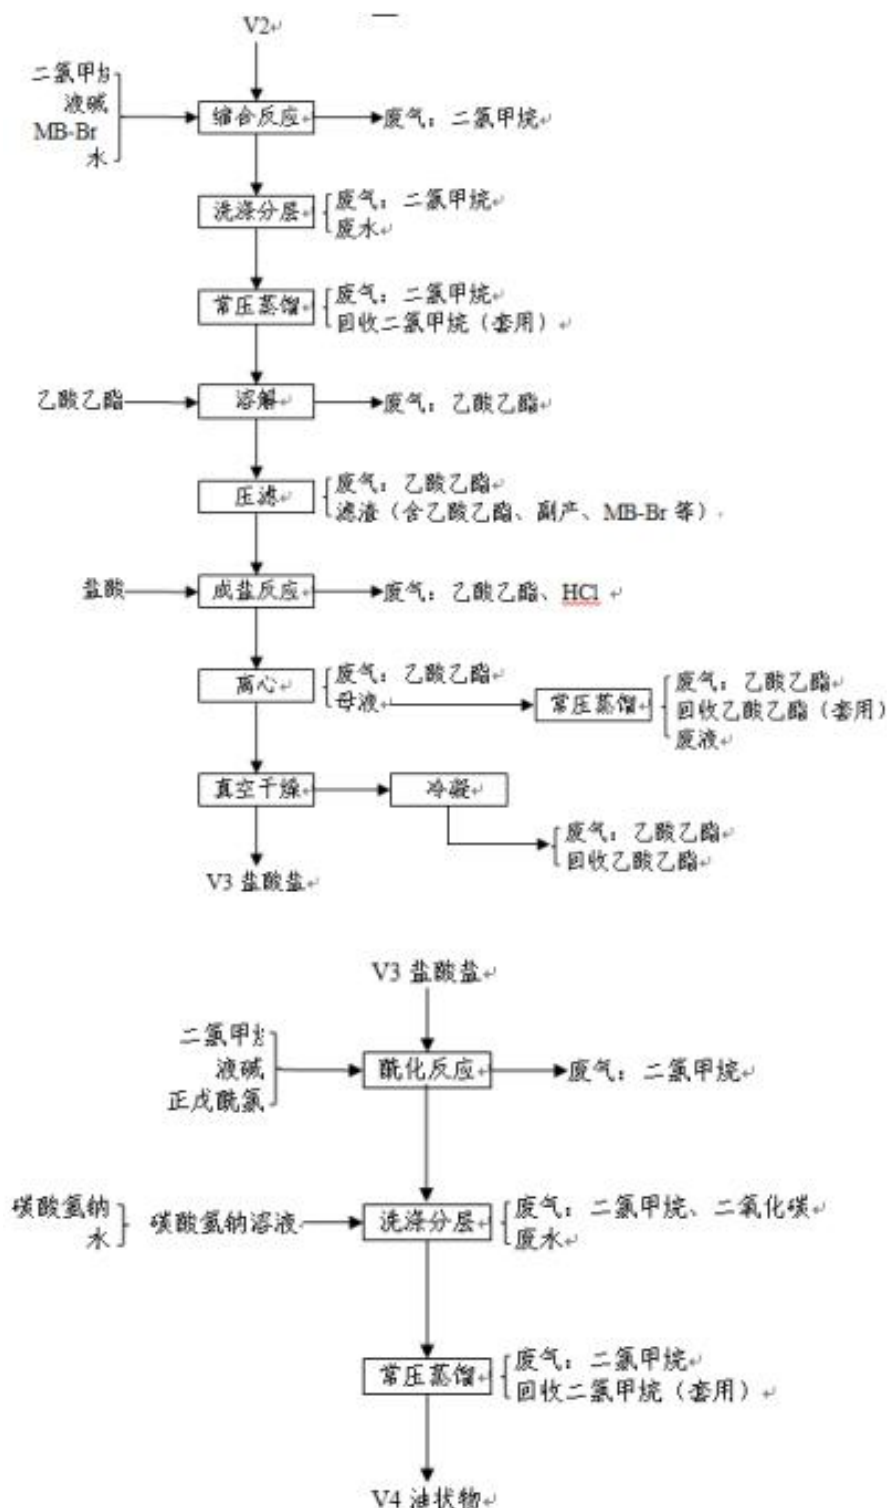 V2
二氯甲烷
液碱
MB-Br
水
缩合反应
废气：二氯甲烷
洗涤分层
废气：二氯甲烷
废水
常压蒸馏
废气：二氯甲烷
回收二氯甲烷（套用）
乙酸乙酯
溶解
废气：乙酸乙酯
压滤
废气：乙酸乙酯
滤渣（含乙酸乙酯、副产、MB-Br 等）
盐酸
成盐反应
废气：乙酸乙酯、HCl
离心
废气：乙酸乙酯
母液
常压蒸馏
废气：乙酸乙酯
回收乙酸乙酯（套用）
废液
真空干燥
冷凝
废气：乙酸乙酯
回收乙酸乙酯
V3 盐酸盐
V3 盐酸盐
二氯甲烷
液碱
正戊酰氯
酰化反应
废气：二氯甲烷
碳酸氢钠
水
碳酸氢钠溶液
洗涤分层
废气：二氯甲烷、二氧化碳
废水
常压蒸馏
废气：二氯甲烷
回收二氯甲烷（套用）
V4 油状物